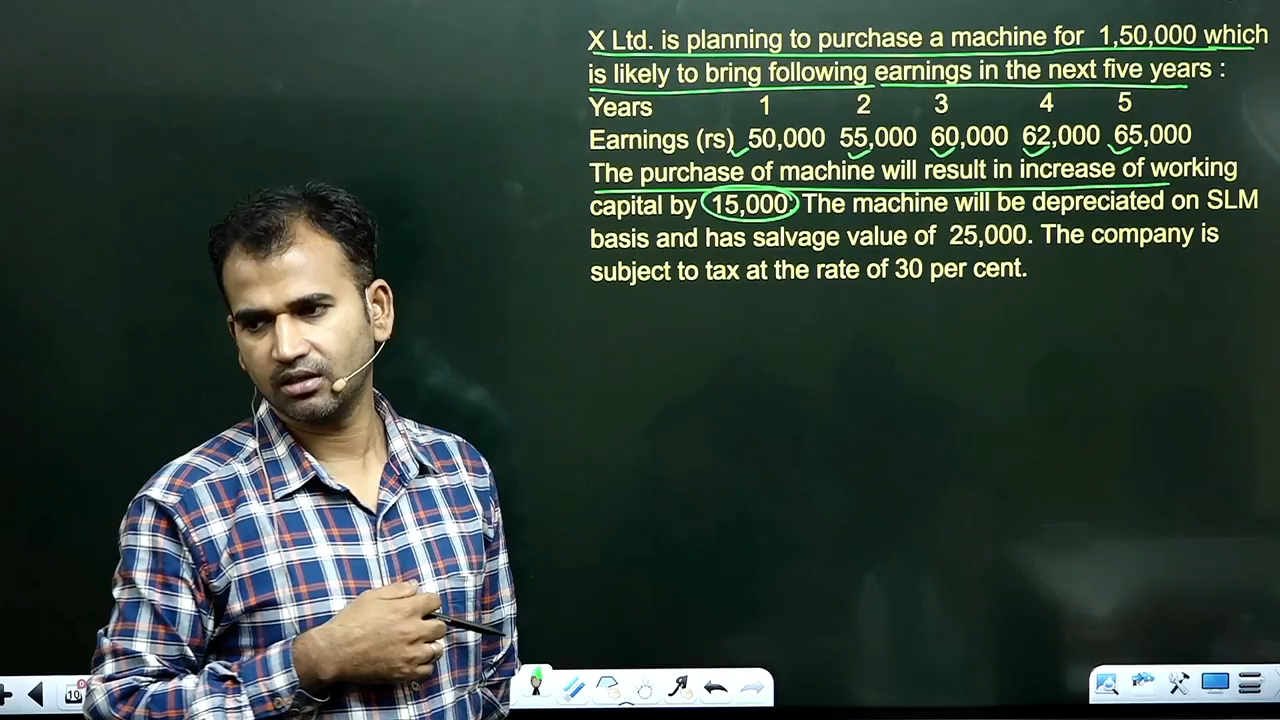 X Ltd. is planning to purchase a machine for 1,50,000 which
is likely to bring following earnings in the next five years :
Years 1 2 3 4 5
Earnings (rs) 50,000 55,000 60,000 62,000 65,000
The purchase of machine will result in increase of working
capital by 15,000. The machine will be depreciated on SLM
basis and has salvage value of 25,000. The company is
subject to tax at the rate of 30 per cent.
10